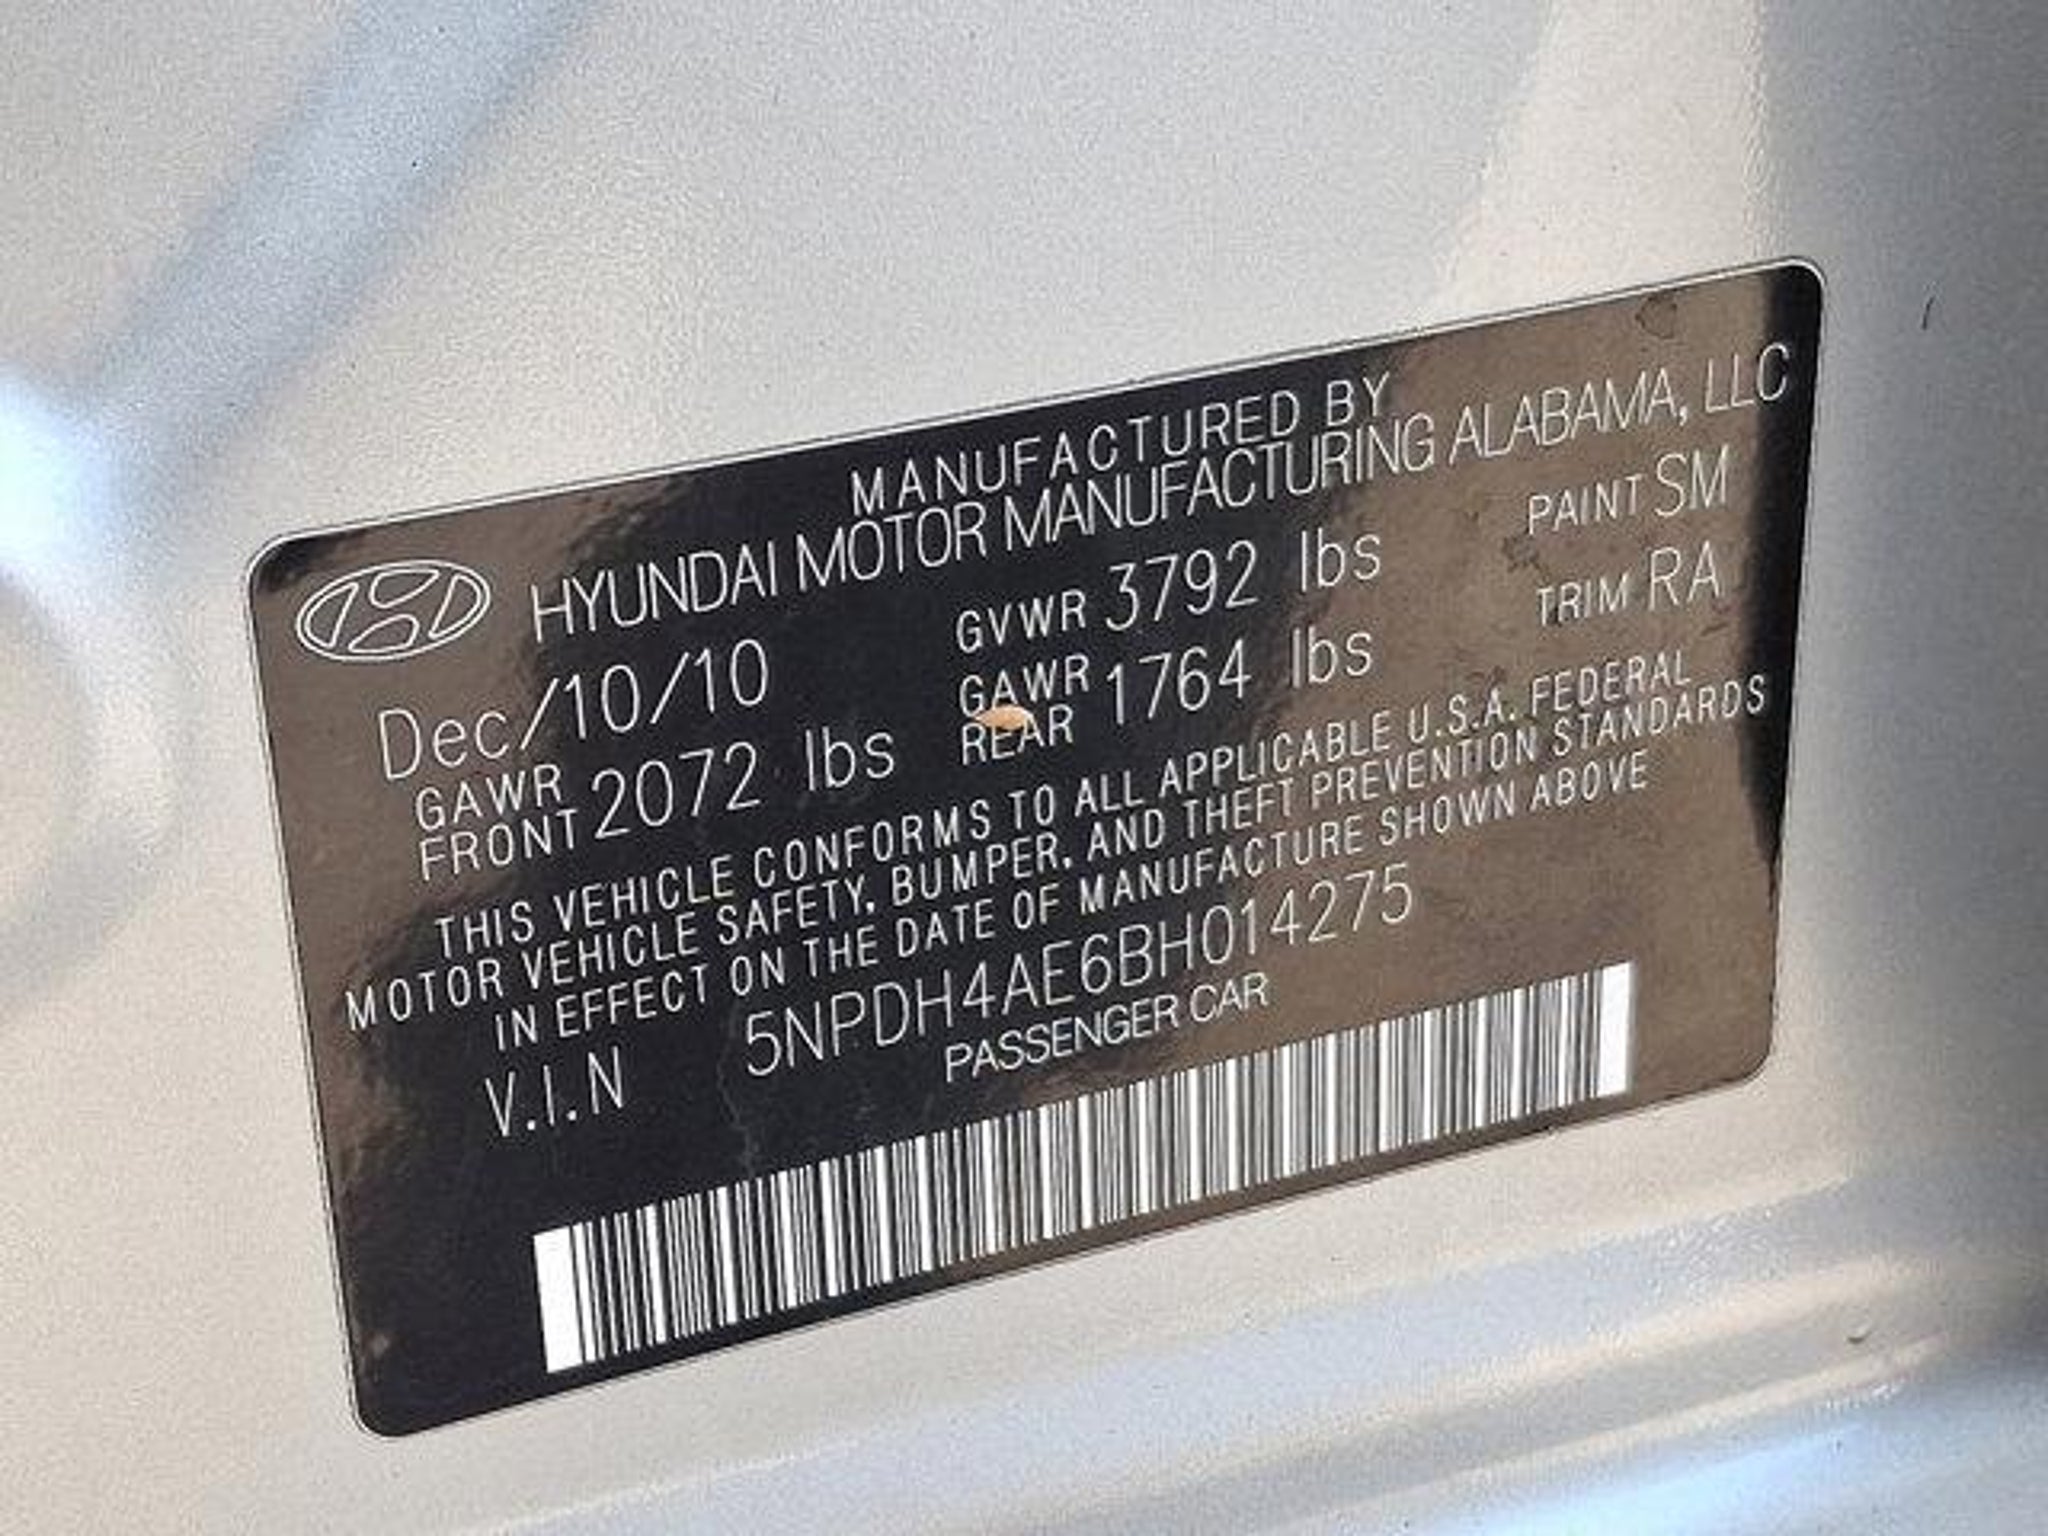 MANUFACTURED BY
HYUNDAI MOTOR MANUFACTURING ALABAMA, LLC
Dec/10/10 GVWR 3792 lbs PAINT SM
GAWR FRONT 2072 lbs GAWR REAR 1764 lbs TRIM RA
THIS VEHICLE CONFORMS TO ALL APPLICABLE U.S.A. FEDERAL
MOTOR VEHICLE SAFETY, BUMPER, AND THEFT PREVENTION STANDARDS
IN EFFECT ON THE DATE OF MANUFACTURE SHOWN ABOVE
V.I.N 5NPDH4AE6BH014275
PASSENGER CAR